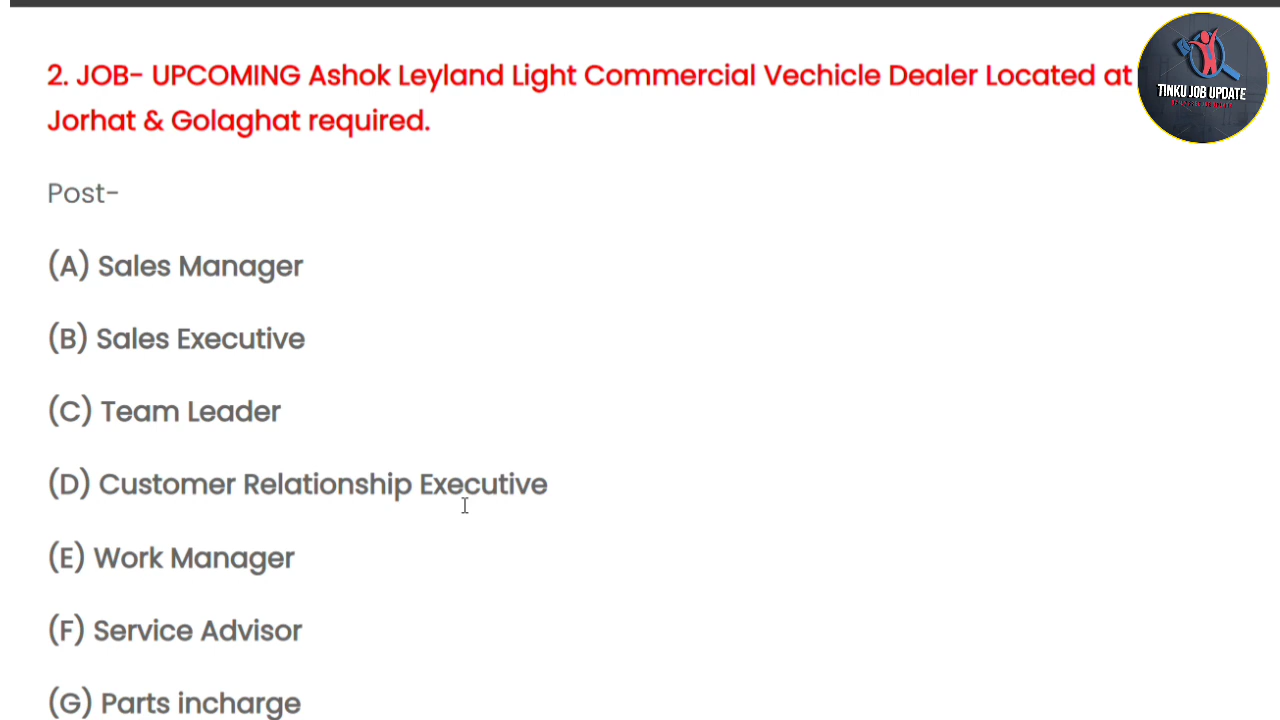 2. JOB- UPCOMING Ashok Leyland Light Commercial Vechicle Dealer Located at
Jorhat & Golaghat required.
TINKU JOB UPDATE
Post-
(A) Sales Manager
(B) Sales Executive
(C) Team Leader
(D) Customer Relationship Executive
(E) Work Manager
(F) Service Advisor
(G) Parts incharge